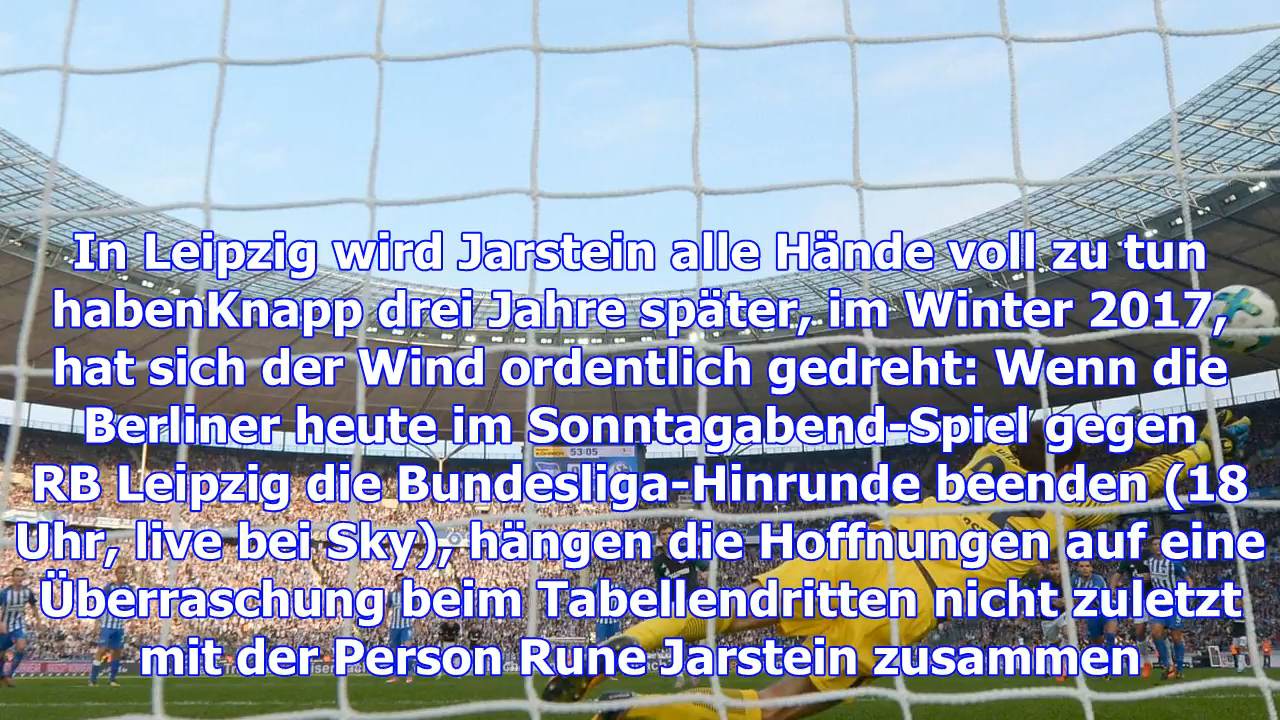 In Leipzig wird Jarstein alle Hände voll zu tun
habenKnapp drei Jahre später, im Winter 2017,
hat sich der Wind ordentlich gedreht: Wenn die
Berliner heute im Sonntagabend-Spiel gegen
RB Leipzig die Bundesliga-Hinrunde beenden (18
Uhr, live bei Sky), hängen die Hoffnungen auf eine
Überraschung beim Tabellendritten nicht zuletzt
mit der Person Rune Jarstein zusammen
53:05